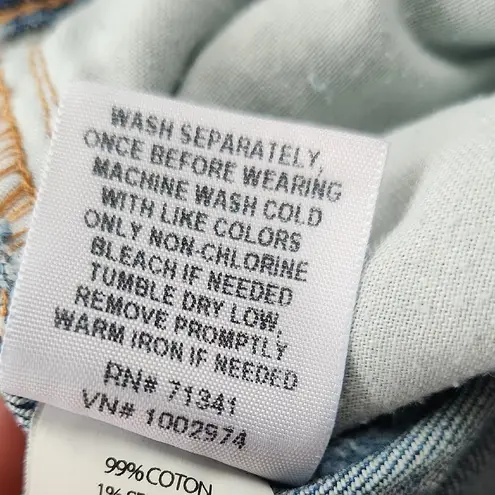 WASH SEPARATELY,
ONCE BEFORE WEARING
MACHINE WASH COLD
WITH LIKE COLORS
ONLY NON-CHLORINE
BLEACH IF NEEDED
TUMBLE DRY LOW,
REMOVE PROMPTLY
WARM IRON IF NEEDED
RN# 71341
VN# 1002974
99% COTON
1%